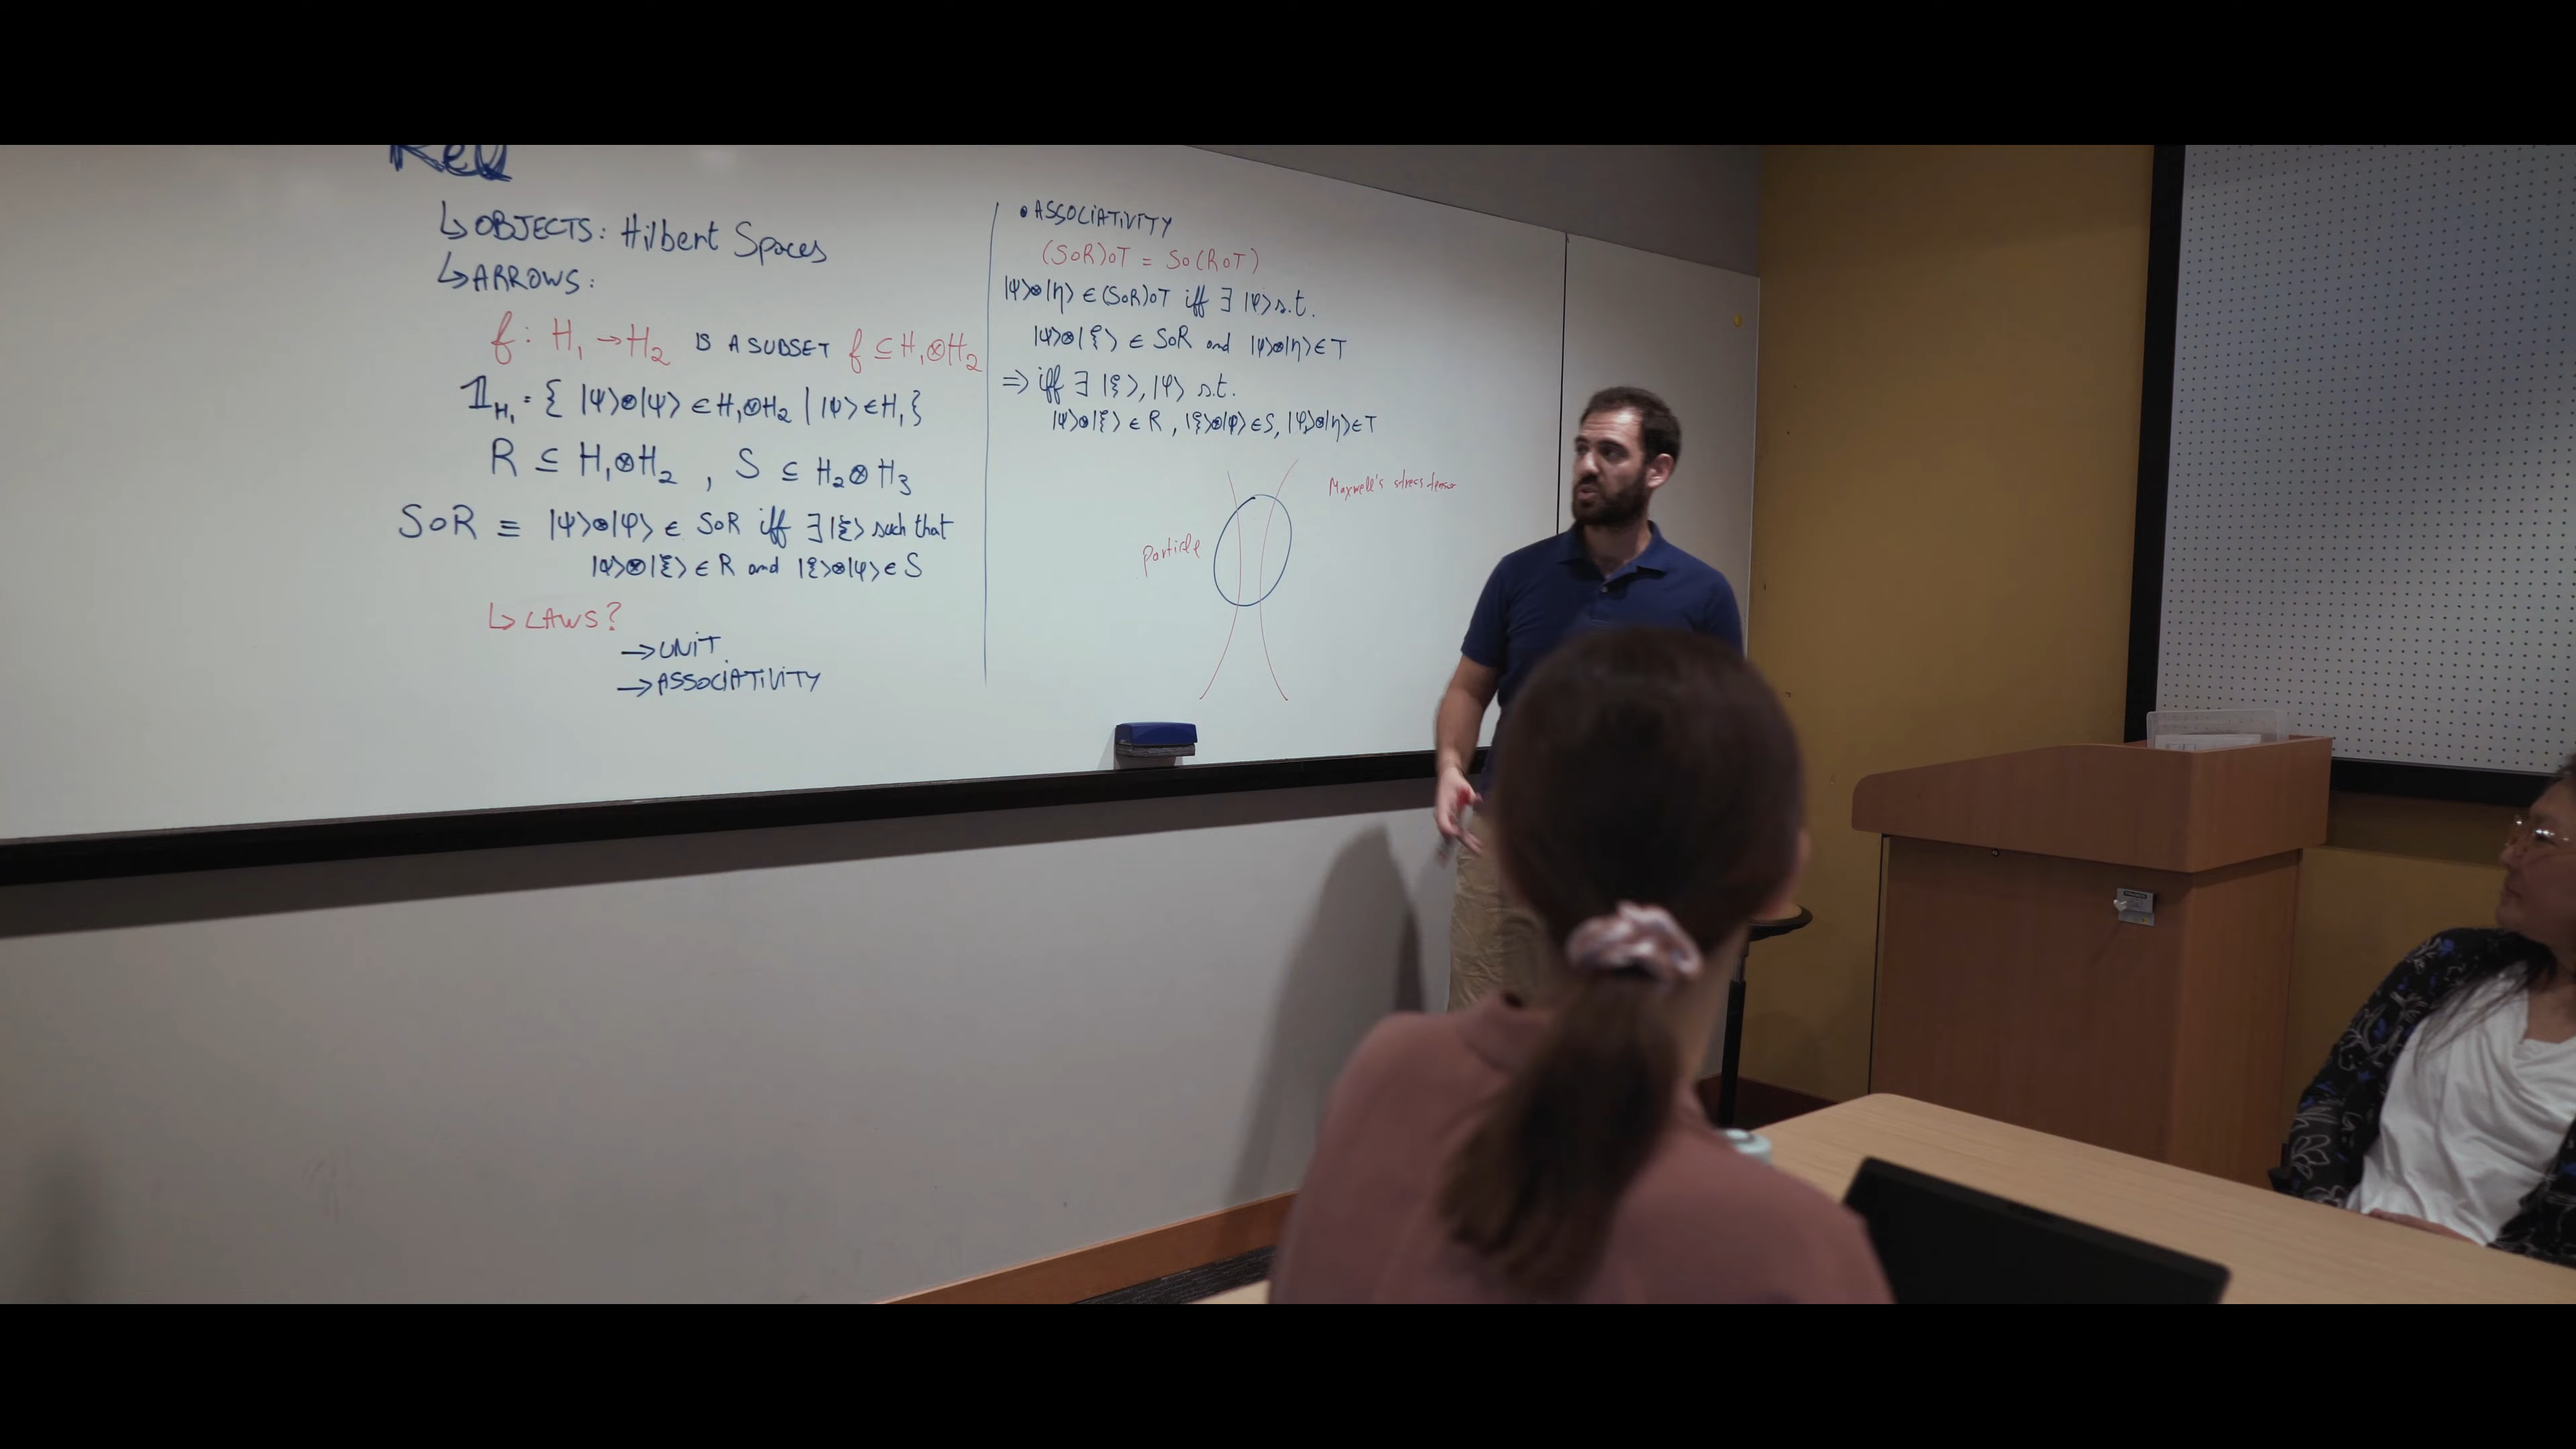 Rel
↳ OBJECTS: Hilbert Spaces
↳ ARROWS:
f: H₁ → H₂ IS A SUBSET f ⊆ H₁⊗H₂
𝟙_H₁ = { |ψ⟩⊗|ψ⟩ ∈ H₁⊗H₂ | |ψ⟩ ∈ H₁ }
R ⊆ H₁⊗H₂ , S ⊆ H₂⊗H₃
S∘R ≡ |ψ⟩⊗|φ⟩ ∈ S∘R iff ∃|ξ⟩ such that
|ψ⟩⊗|ξ⟩ ∈ R and |ξ⟩⊗|φ⟩ ∈ S
↳ LAWS?
→ UNIT
→ ASSOCIATIVITY
• ASSOCIATIVITY
(S∘R)∘T = S∘(R∘T)
|ψ⟩⊗|η⟩ ∈ (S∘R)∘T iff ∃ |φ⟩ s.t.
|ψ⟩⊗|ξ⟩ ∈ S∘R and |φ⟩⊗|η⟩ ∈ T
⇒ iff ∃ |ξ⟩, |φ⟩ s.t.
|ψ⟩⊗|ξ⟩ ∈ R , |ξ⟩⊗|φ⟩ ∈ S, |φ⟩⊗|η⟩ ∈ T
Maxwell's stress tensor
particle